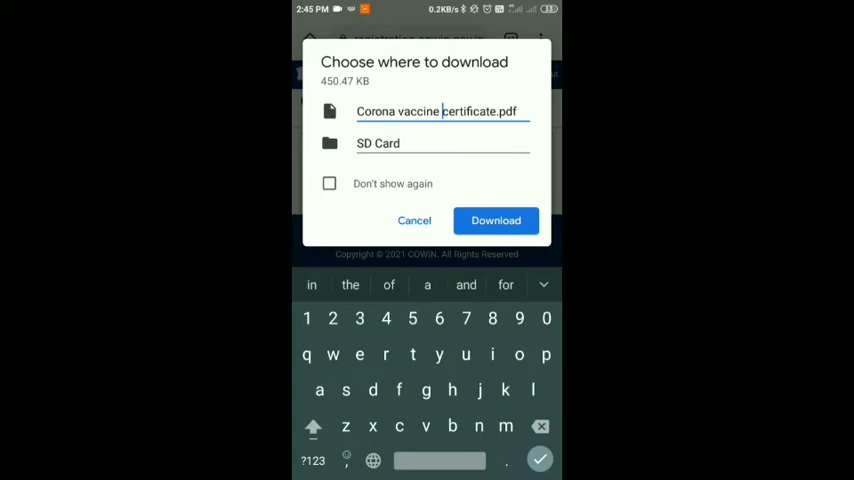 2:45 PM 0.2KB/s 33
Choose where to download
450.47 KB
Corona vaccine certificate.pdf
SD Card
Don't show again
Cancel Download
Copyright © 2021 COWIN. All Rights Reserved
in the of a and for
1 2 3 4 5 6 7 8 9 0
q w e r t y u i o p
a s d f g h j k l
z x c v b n m
?123 , .